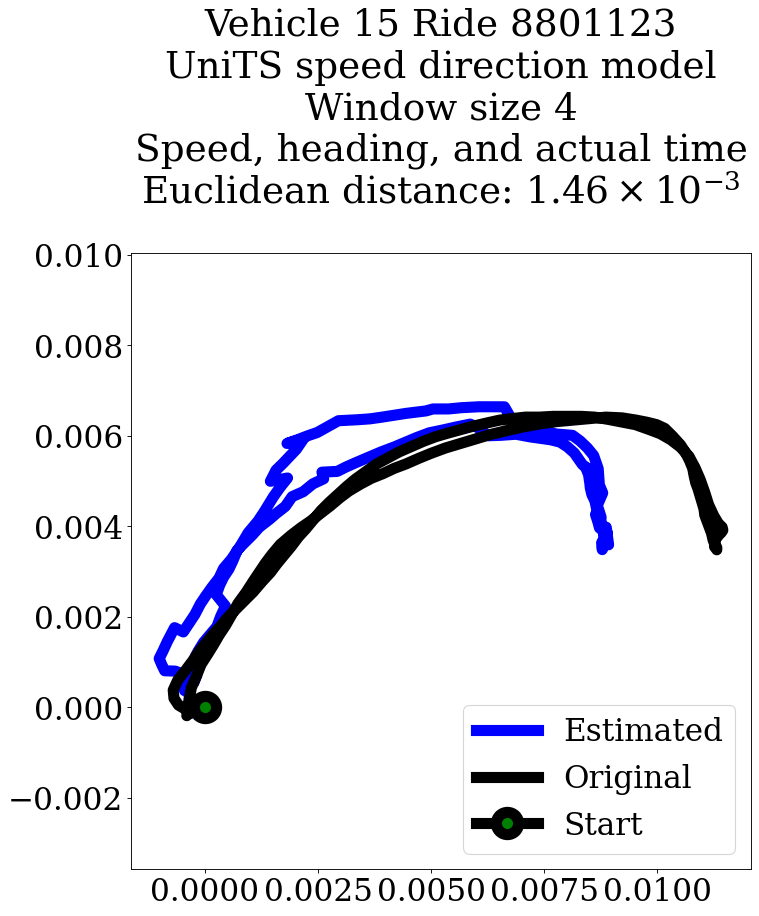 Vehicle 15 Ride 8801123
UniTS speed direction model
Window size 4
Speed, heading, and actual time
Euclidean distance: 1.46 × 10⁻³
0.010
0.008
0.006
0.004
0.002
0.000
−0.002
Estimated
Original
Start
0.0000 0.0025 0.0050 0.0075 0.0100